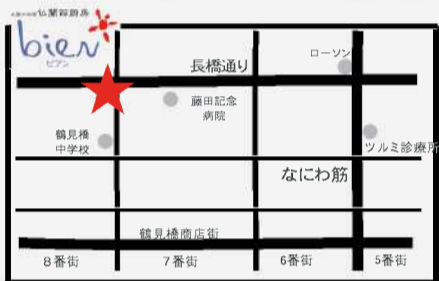 仏蘭西厨房
bien
ビアン
長橋通り
ローソン
藤田記念
病院
鶴見橋
中学校
ツルミ診療所
なにわ筋
鶴見橋商店街
8番街
7番街
6番街
5番街